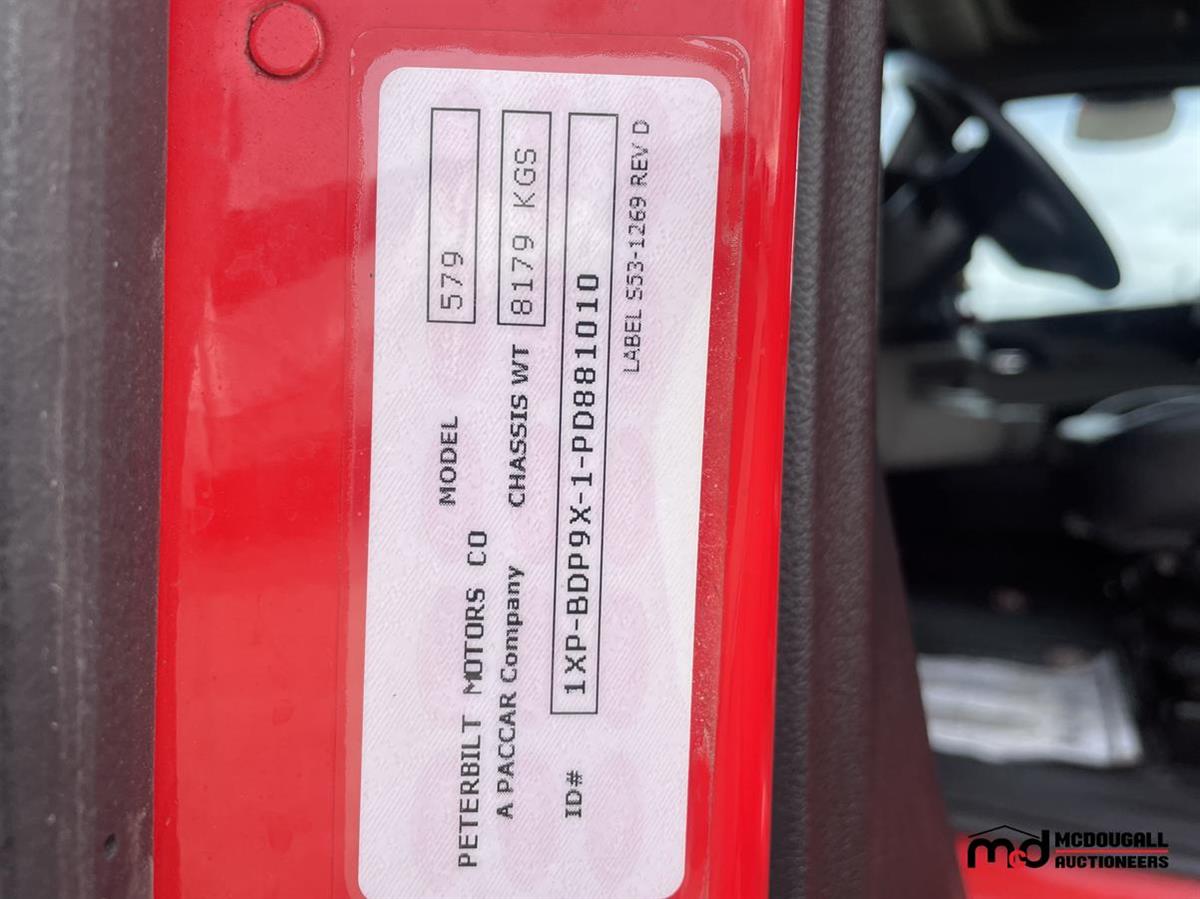 PETERBILT MOTORS CO MODEL 579
A PACCAR Company CHASSIS WT 8179 KGS
ID# 1XP-BDP9X-1-PD881010
LABEL S53-1269 REV D
mcd MCDOUGALL
AUCTIONEERS